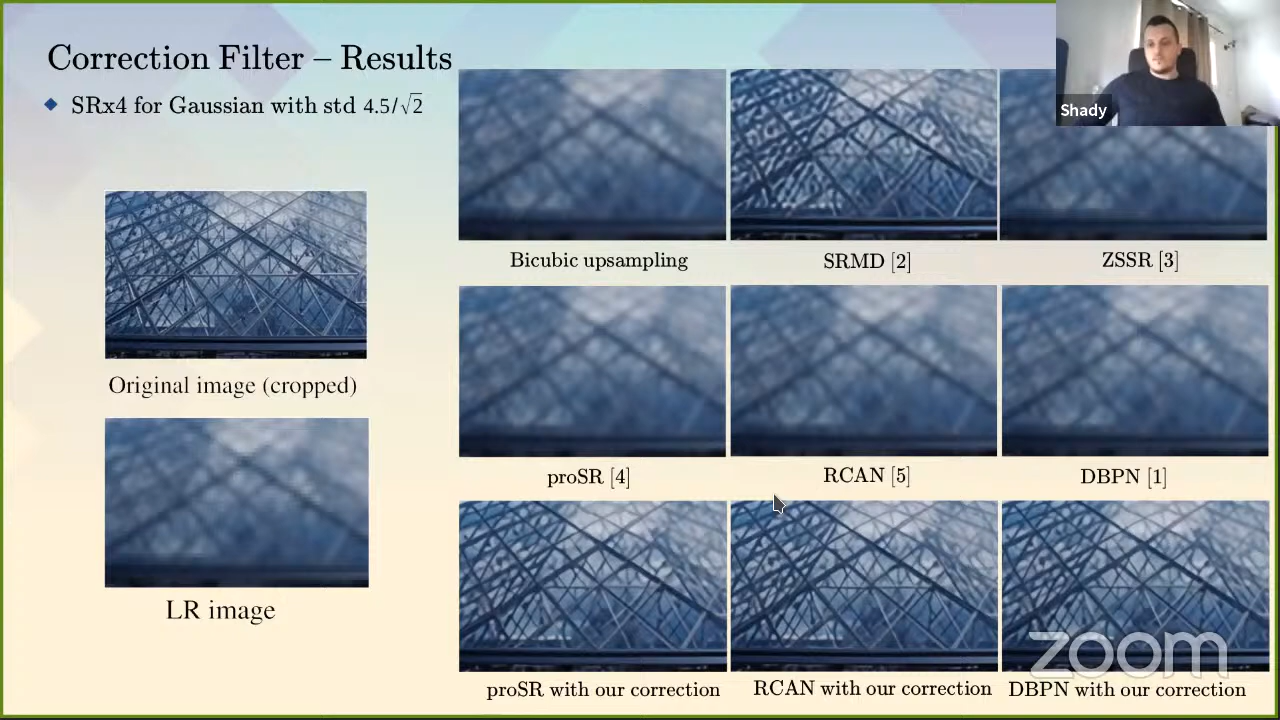 Correction Filter – Results
◆ SRx4 for Gaussian with std 4.5/√2
Shady
Bicubic upsampling
SRMD [2]
ZSSR [3]
Original image (cropped)
proSR [4]
RCAN [5]
DBPN [1]
LR image
zoom
proSR with our correction
RCAN with our correction
DBPN with our correction